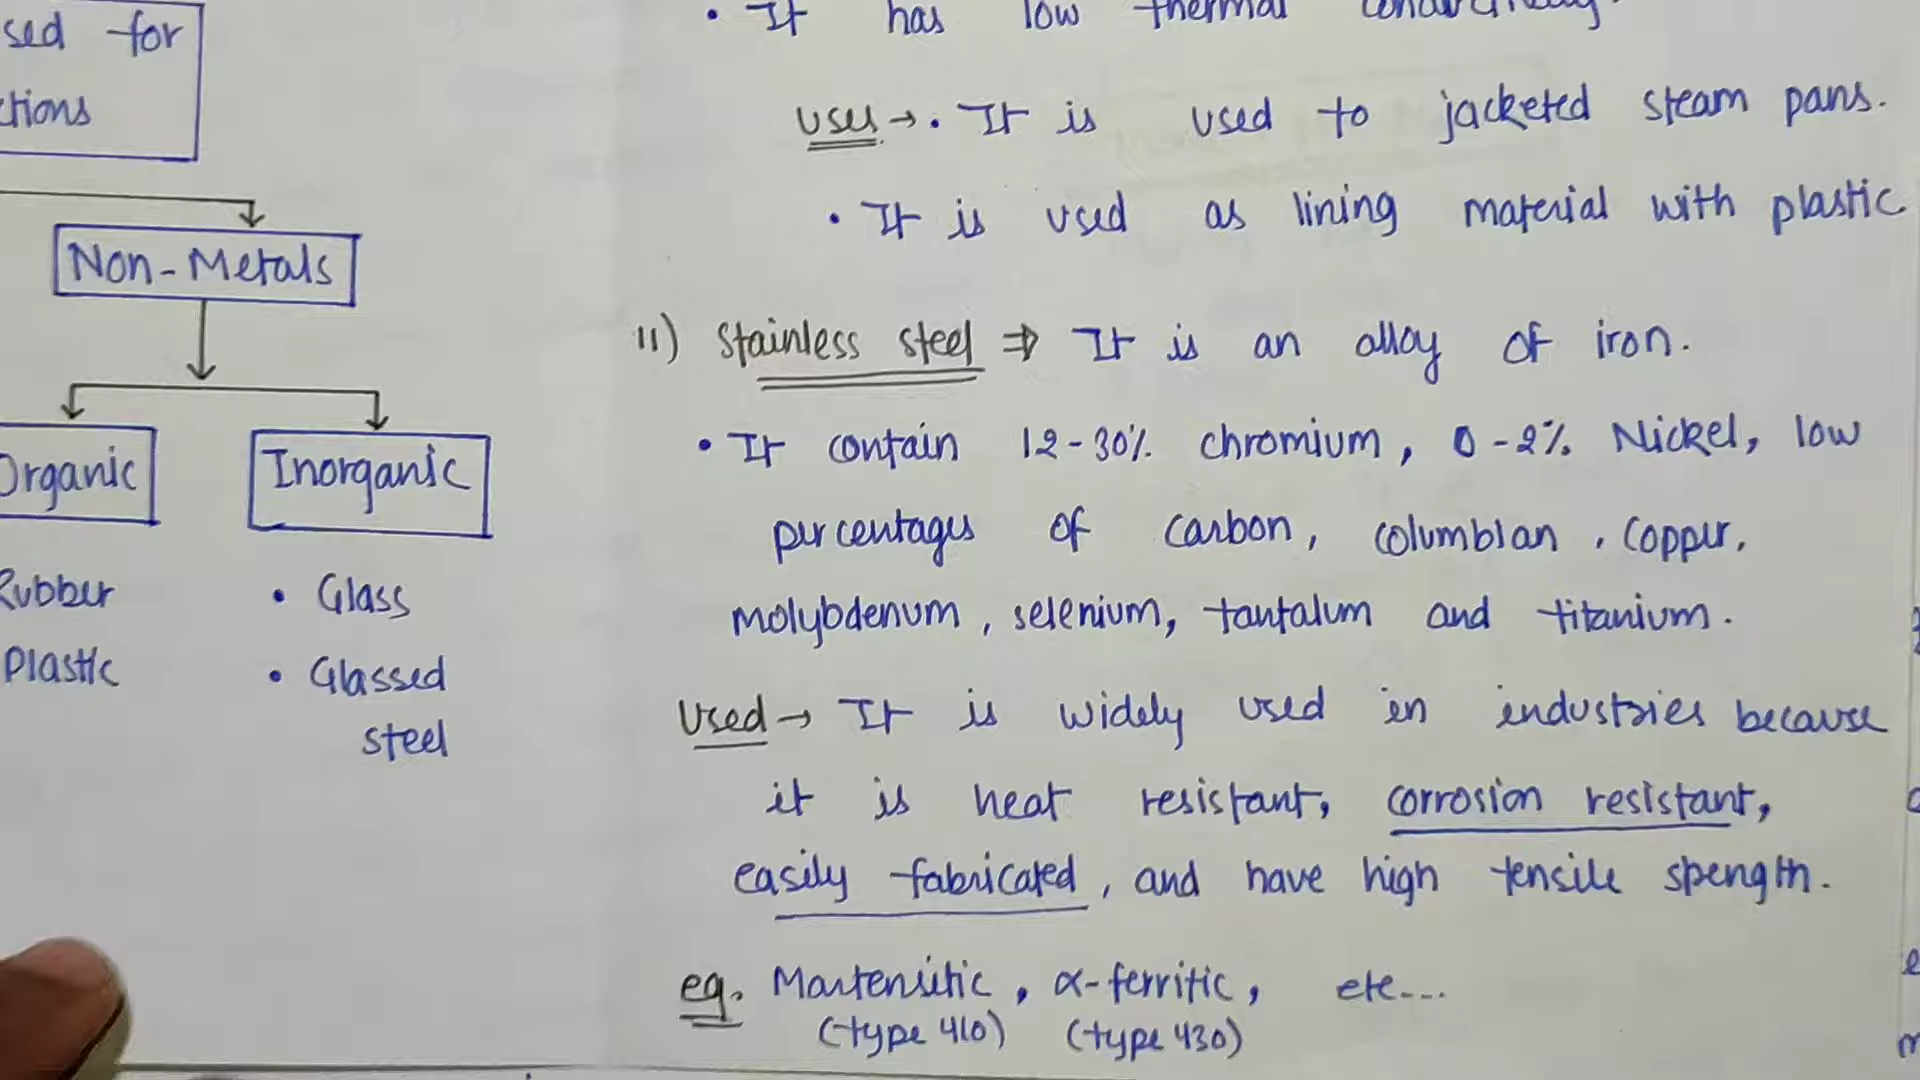 sed for
Non-Metals
Organic
Inorganic
Rubber
Plastic
• Glass
• Glassed
steel
• It has low thermal conductivity.
uses → • It is used to jacketed steam pans.
• It is used as lining material with plastic
11) Stainless steel ⇒ It is an alloy of iron.
• It contain 12-30% chromium, 0-2% Nickel, low
percentages of carbon, columbian, copper,
molybdenum, selenium, tantalum and titanium.
Used → It is widely used in industries because
it is heat resistant, corrosion resistant,
easily fabricated, and have high tensile spength.
eg. Martensitic, α-ferritic, etc...
(type 410) (type 430)